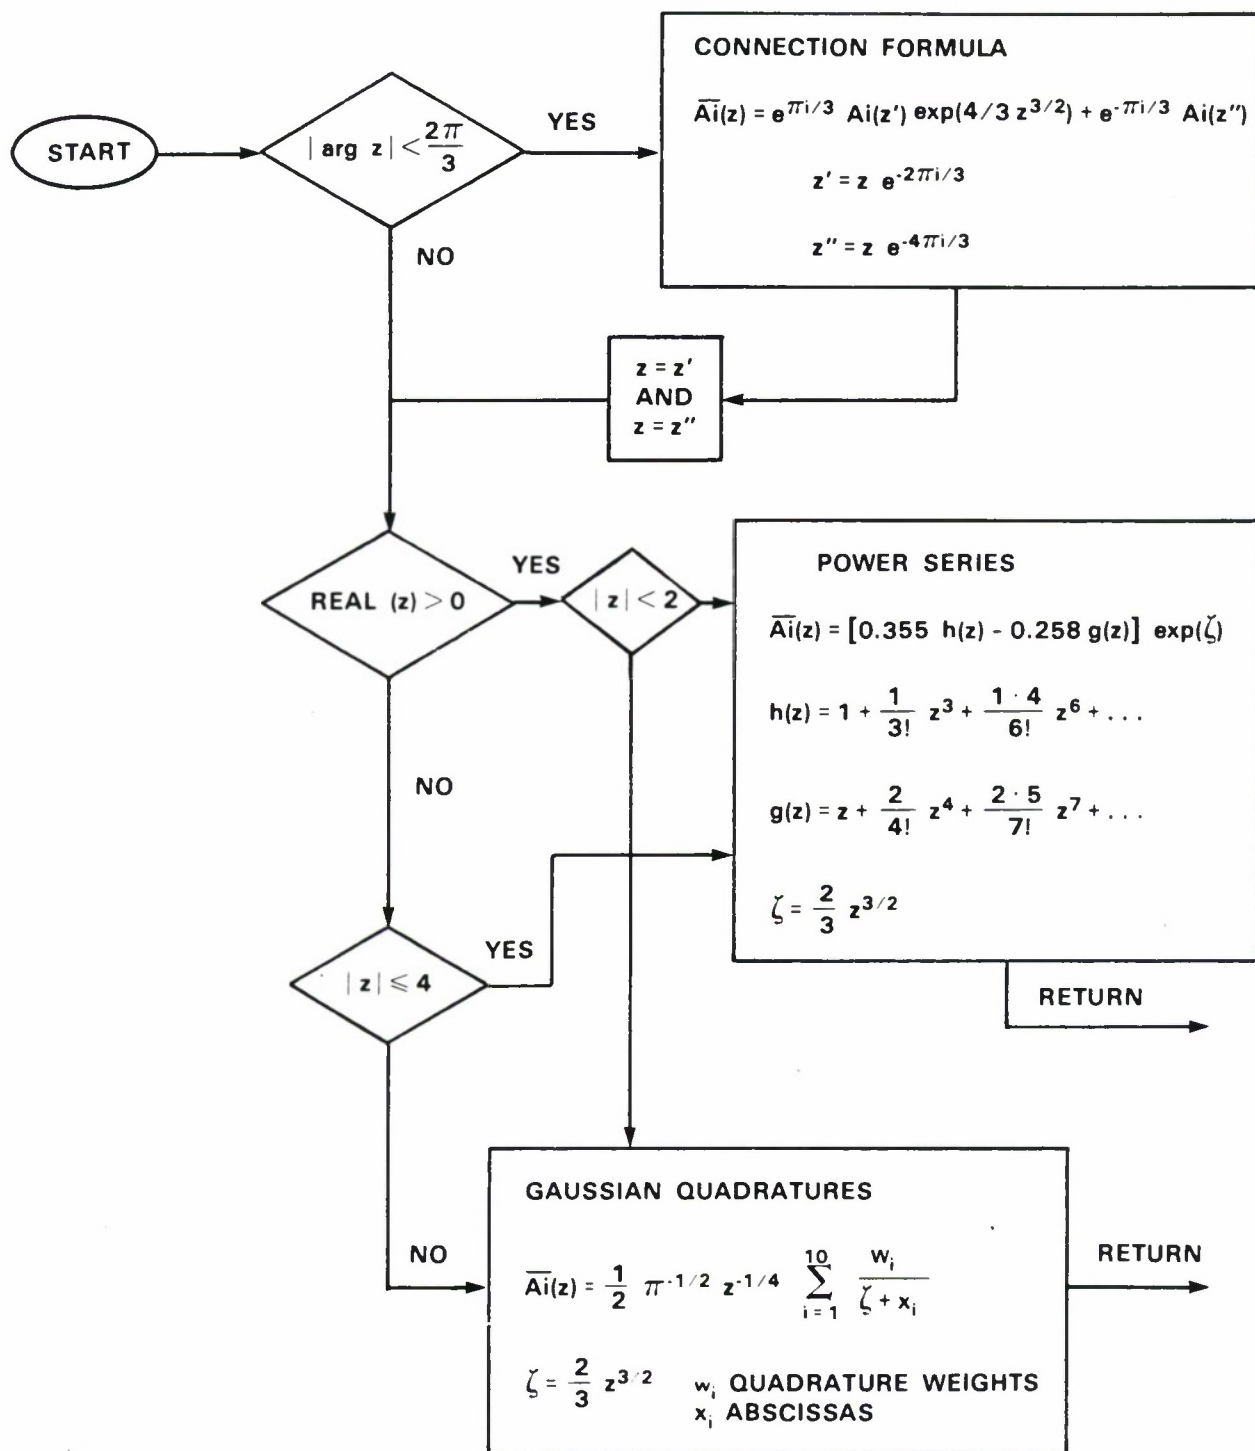 START
| arg z| < 2π/3
YES
NO
CONNECTION FORMULA
A̅i̅(z) = e^{πi/3} Ai(z′) exp(4/3 z^{3/2}) + e^{-πi/3} Ai(z″)
z′ = z e^{-2πi/3}
z″ = z e^{-4πi/3}
z = z′
AND
z = z″
REAL (z) > 0
YES
|z| < 2
NO
POWER SERIES
A̅i̅(z) = [0.355 h(z) - 0.258 g(z)] exp(ζ)
h(z) = 1 + 1/3! z^3 + 1 · 4/6! z^6 + . . .
g(z) = z + 2/4! z^4 + 2 · 5/7! z^7 + . . .
ζ = 2/3 z^{3/2}
RETURN
|z| ⩽ 4
YES
NO
GAUSSIAN QUADRATURES
A̅i̅(z) = 1/2 π^{-1/2} z^{-1/4} ∑_{i = 1}^{10} w_i/(ζ + x_i)
ζ = 2/3 z^{3/2} w_i QUADRATURE WEIGHTS
x_i ABSCISSAS
RETURN